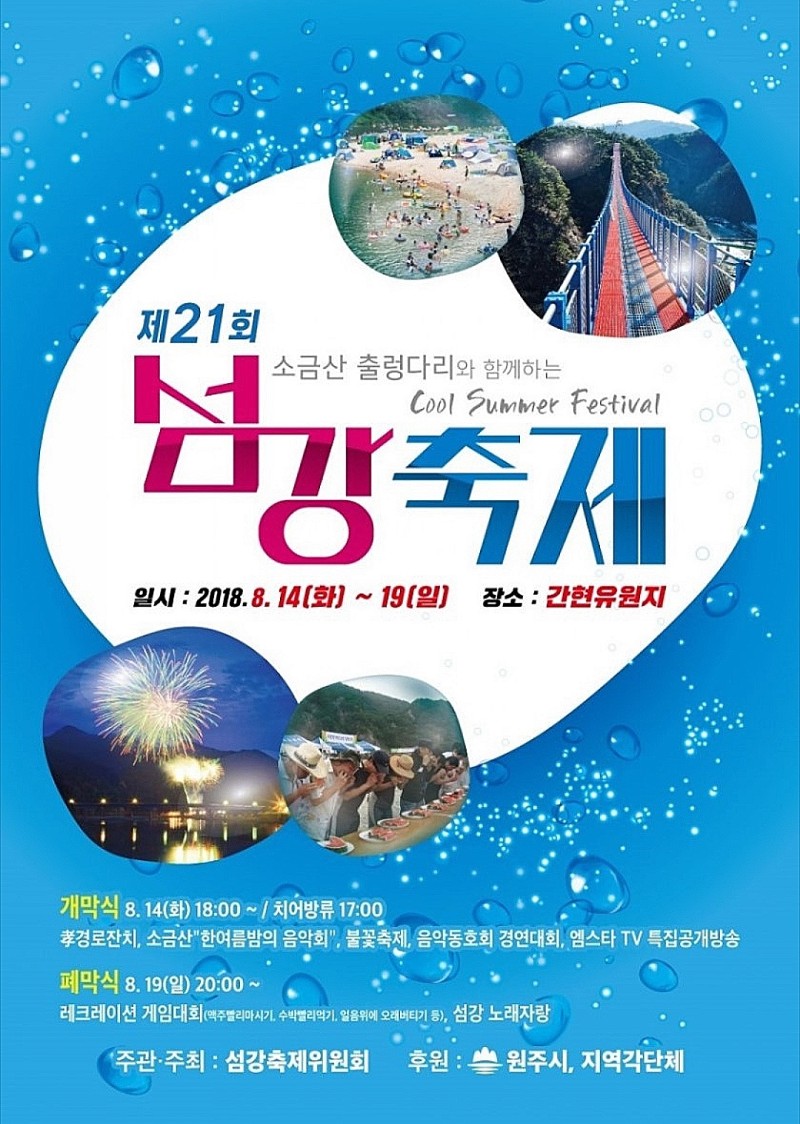 제21회
소금산 출렁다리와 함께하는
Cool Summer Festival
섬강축제
일시 : 2018. 8. 14(화) ~ 19(일) 장소 : 간현유원지
개막식 8. 14(화) 18:00 ~ / 치어방류 17:00
孝경로잔치, 소금산"한여름밤의 음악회", 불꽃축제, 음악동호회 경연대회, 엠스타 TV 특집공개방송
폐막식 8. 19(일) 20:00 ~
레크레이션 게임대회(맥주빨리마시기, 수박빨리먹기, 얼음위에 오래버티기 등), 섬강 노래자랑
주관·주최 : 섬강축제위원회 후원 : 원주시, 지역각단체